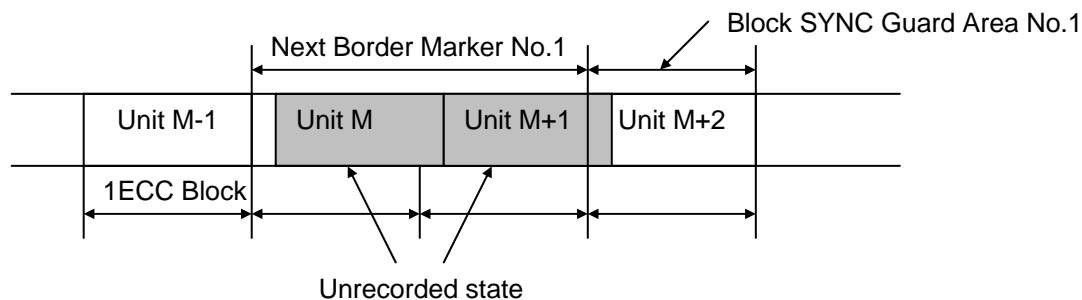 Block SYNC Guard Area No.1
Next Border Marker No.1
Unit M-1 Unit M Unit M+1 Unit M+2
1ECC Block
Unrecorded state